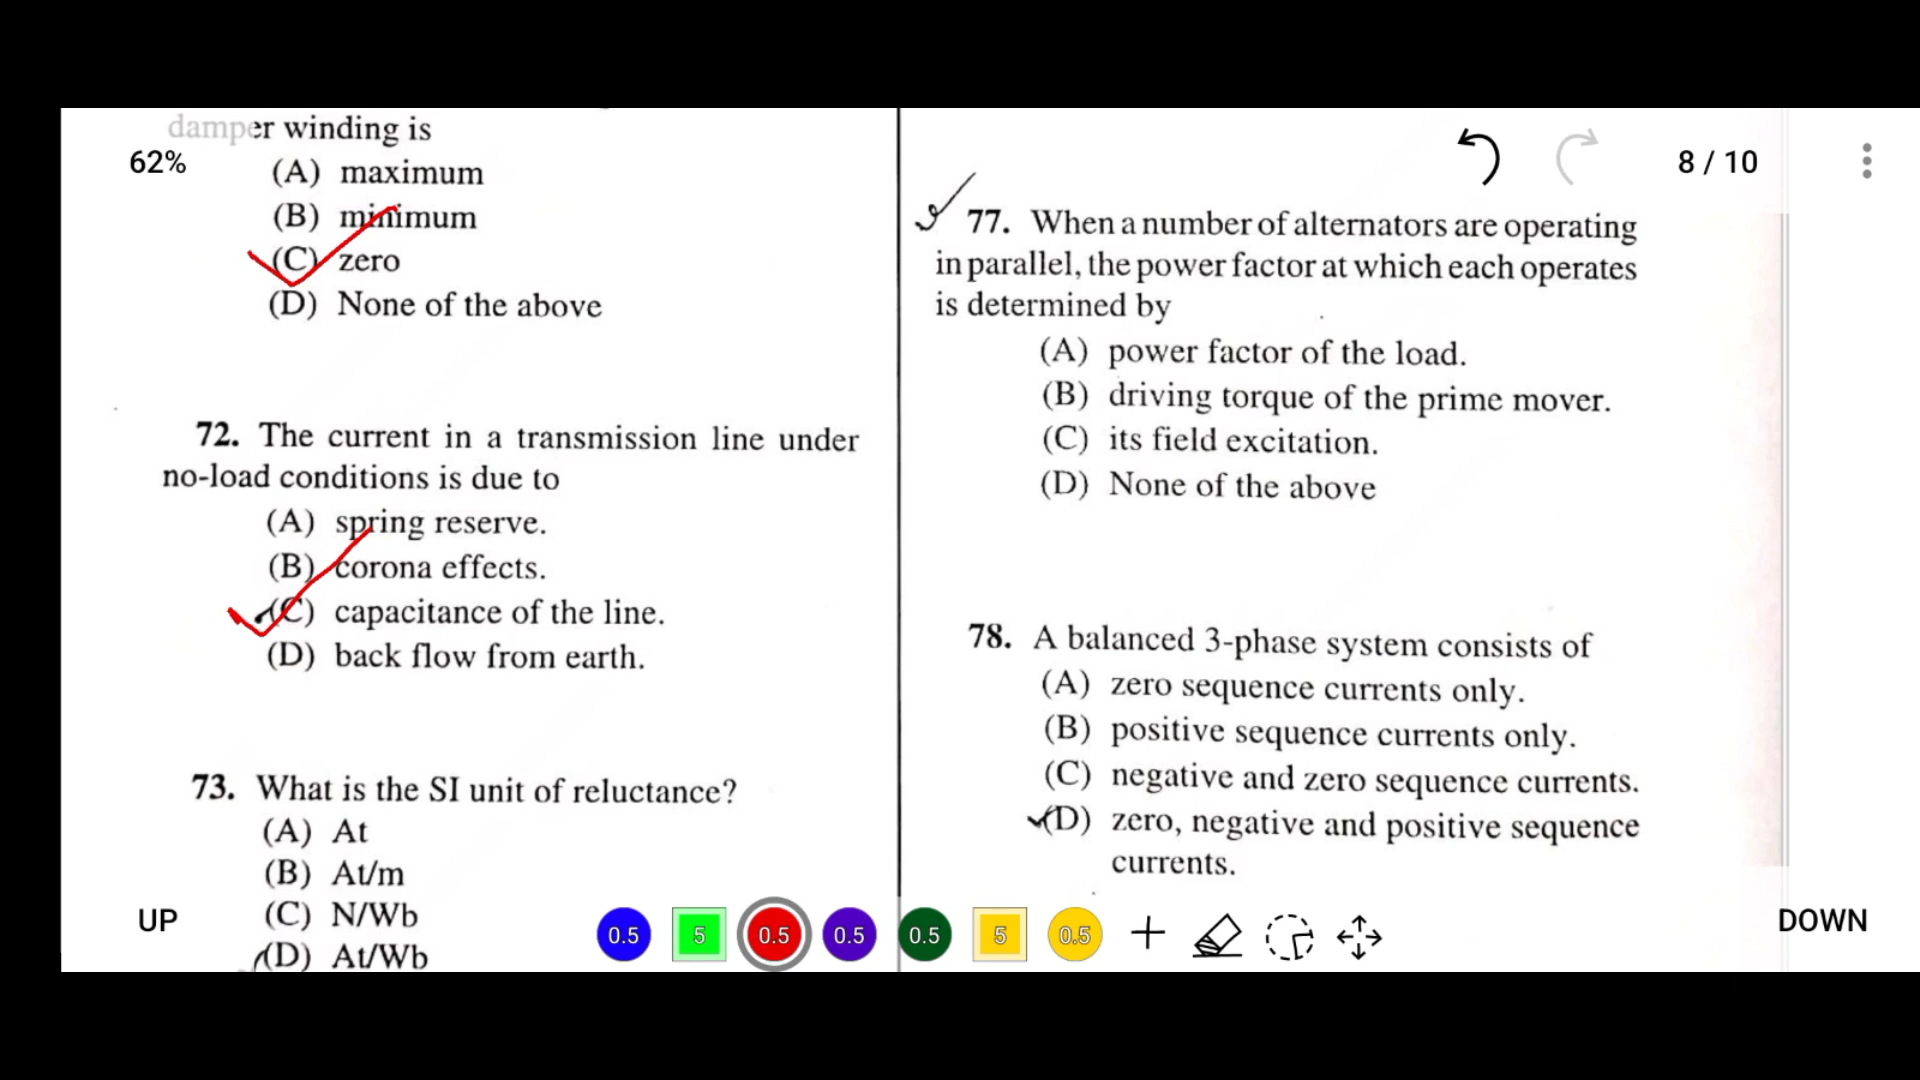 damper winding is
62%
(A) maximum
(B) minimum
(C) zero
(D) None of the above
72. The current in a transmission line under
no-load conditions is due to
(A) spring reserve.
(B) corona effects.
(C) capacitance of the line.
(D) back flow from earth.
73. What is the SI unit of reluctance?
(A) At
(B) At/m
(C) N/Wb
(D) At/Wb
UP
8 / 10
77. When a number of alternators are operating
in parallel, the power factor at which each operates
is determined by
(A) power factor of the load.
(B) driving torque of the prime mover.
(C) its field excitation.
(D) None of the above
78. A balanced 3-phase system consists of
(A) zero sequence currents only.
(B) positive sequence currents only.
(C) negative and zero sequence currents.
(D) zero, negative and positive sequence
currents.
0.5 5 0.5 0.5 0.5 5 0.5
DOWN